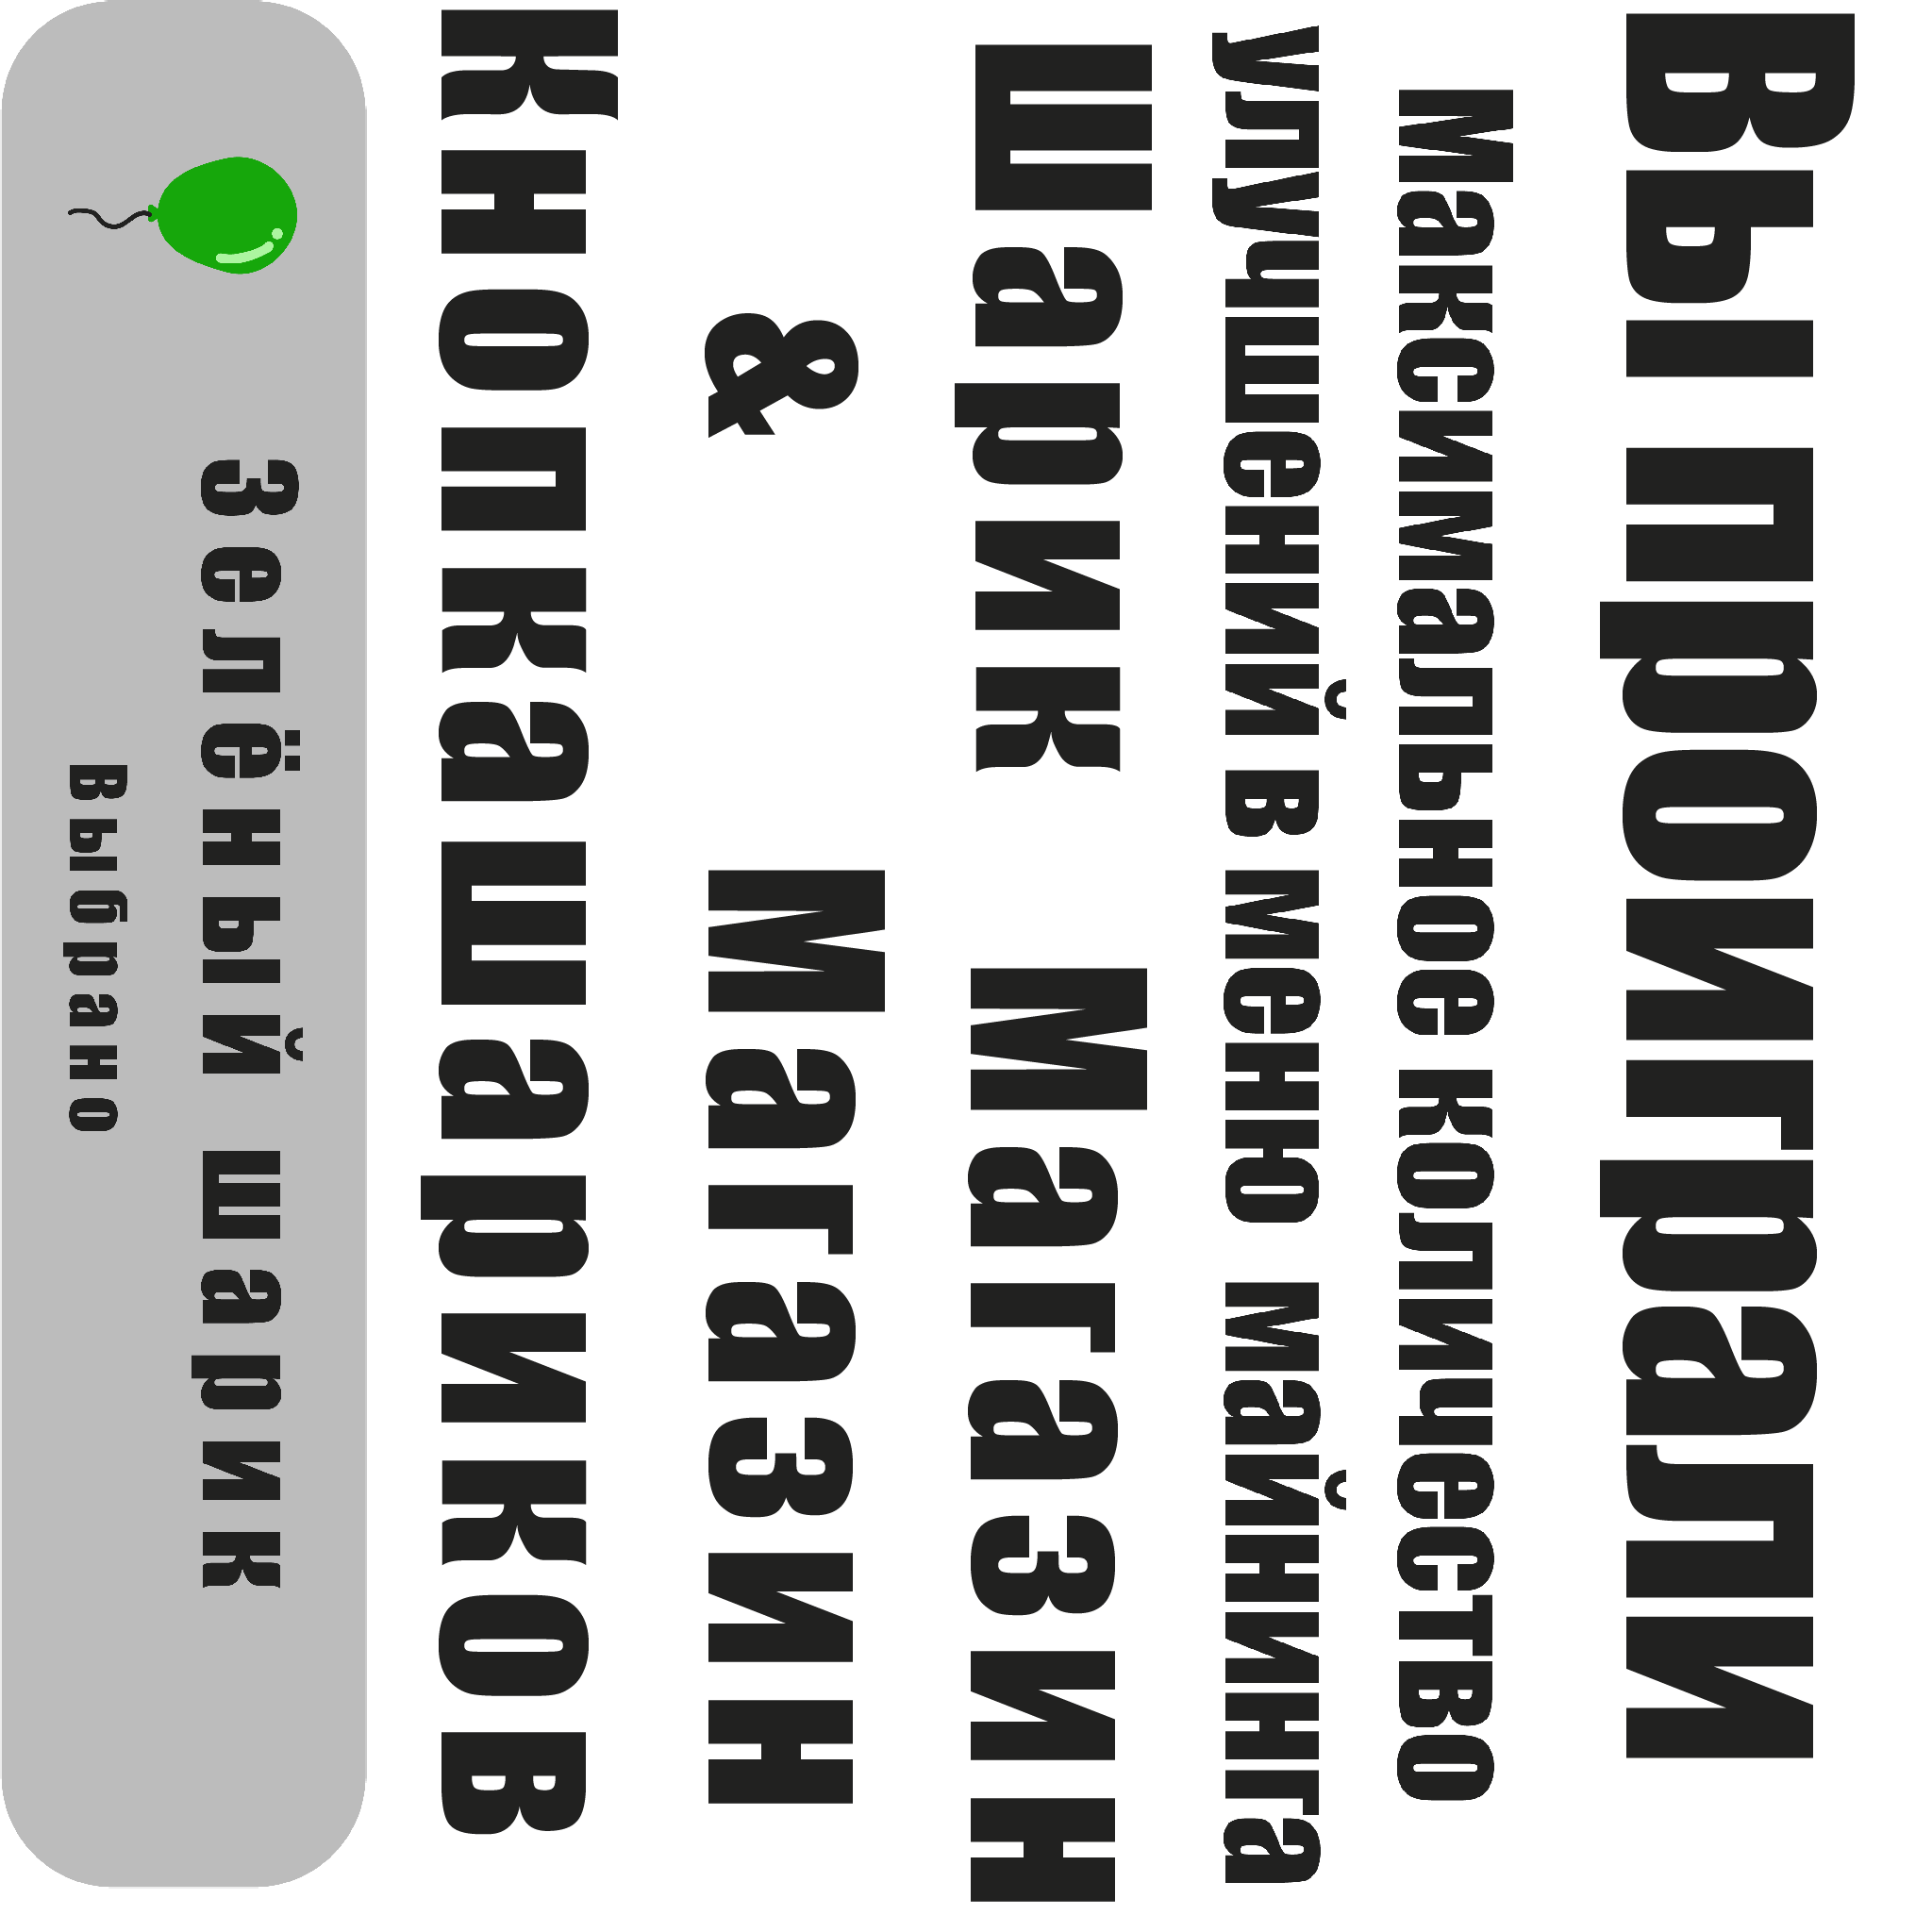 Вы проиграли
Максимальное количество
улучшений в меню майнинга
Шарик Магазин
& Магазин
Кнопкашариков
Зелёный шарик
Выбрано